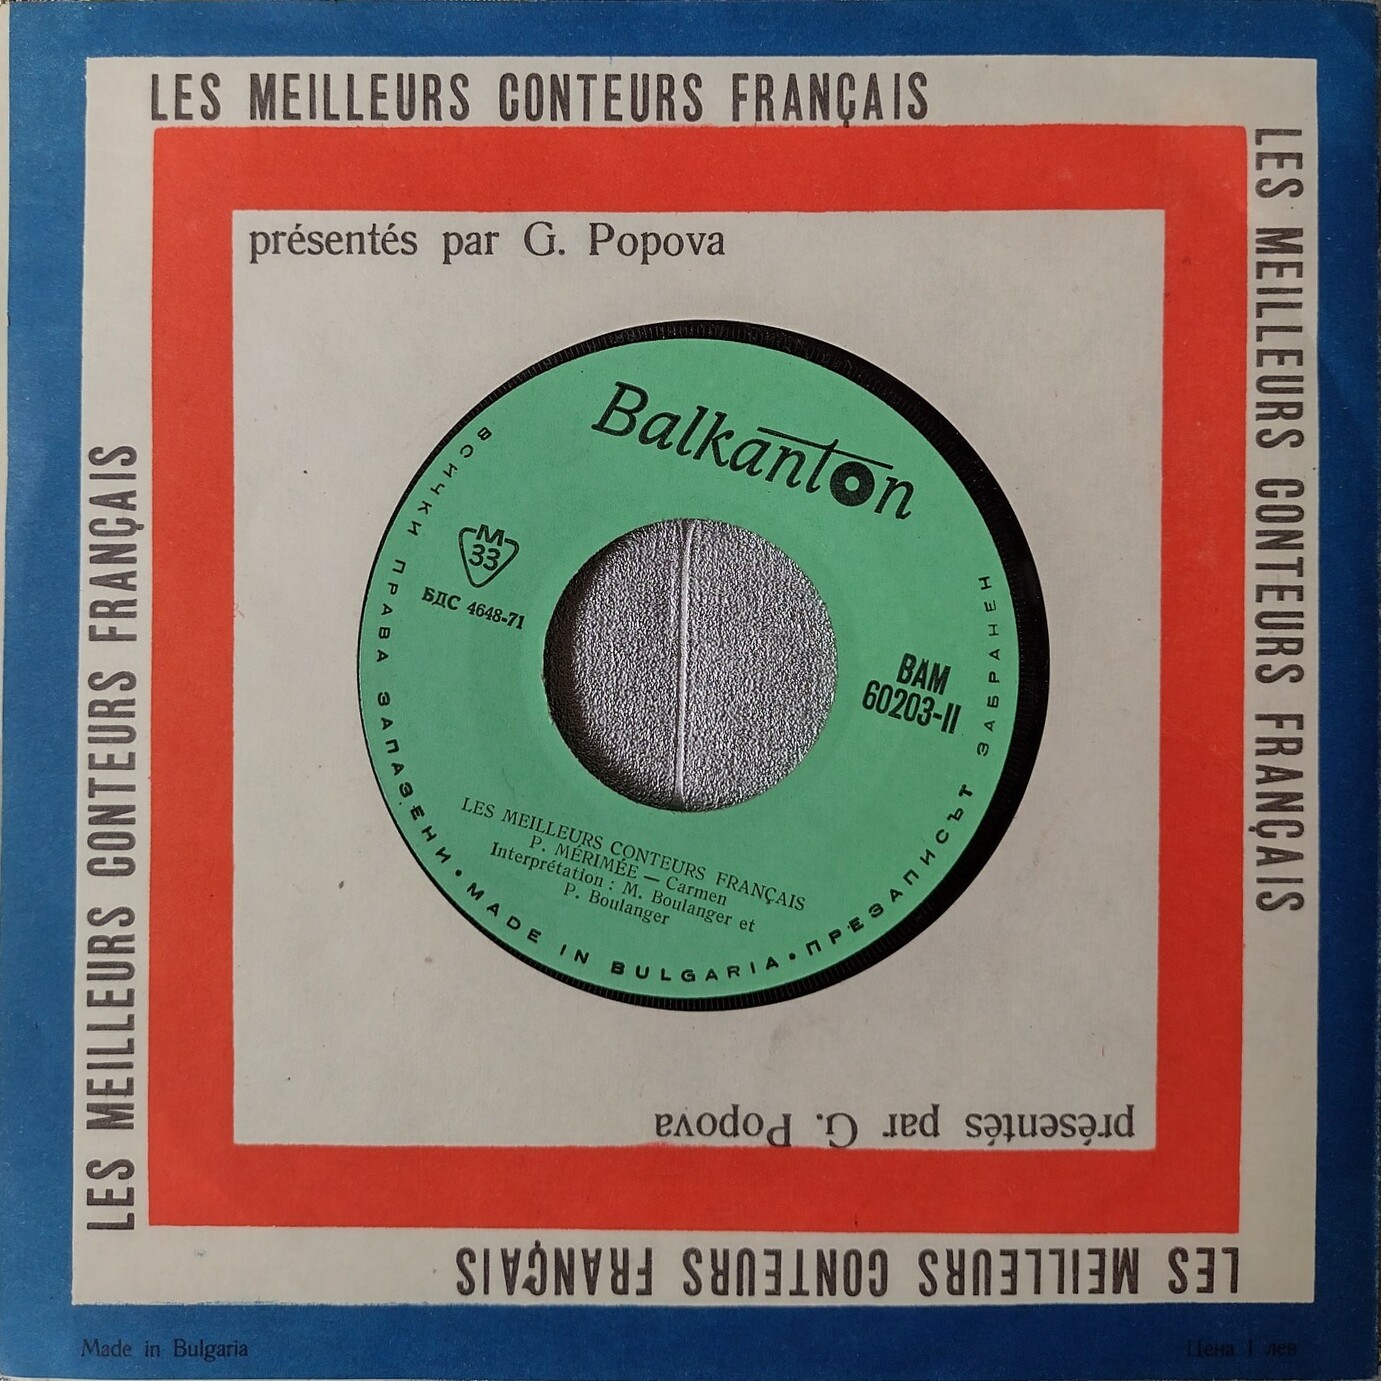 LES MEILLEURS CONTEURS FRANÇAIS
LES MEILLEURS CONTEURS FRANÇAIS
LES MEILLEURS CONTEURS FRANÇAIS
LES MEILLEURS CONTEURS FRANÇAIS
présentés par G. Popova
Balkanton
M
33
БДС 4648-71
ВАМ
60203-II
LES MEILLEURS CONTEURS FRANÇAIS
P. MÉRIMÉE — Carmen
Interprétation : M. Boulanger et
P. Boulanger
ВСИЧКИ ПРАВА ЗАПАЗЕНИ • MADE IN BULGARIA • ПРЕЗАПИСЪТ ЗАБРАНЕН
présentés par G. Popova
Made in Bulgaria
Цена 1 лев